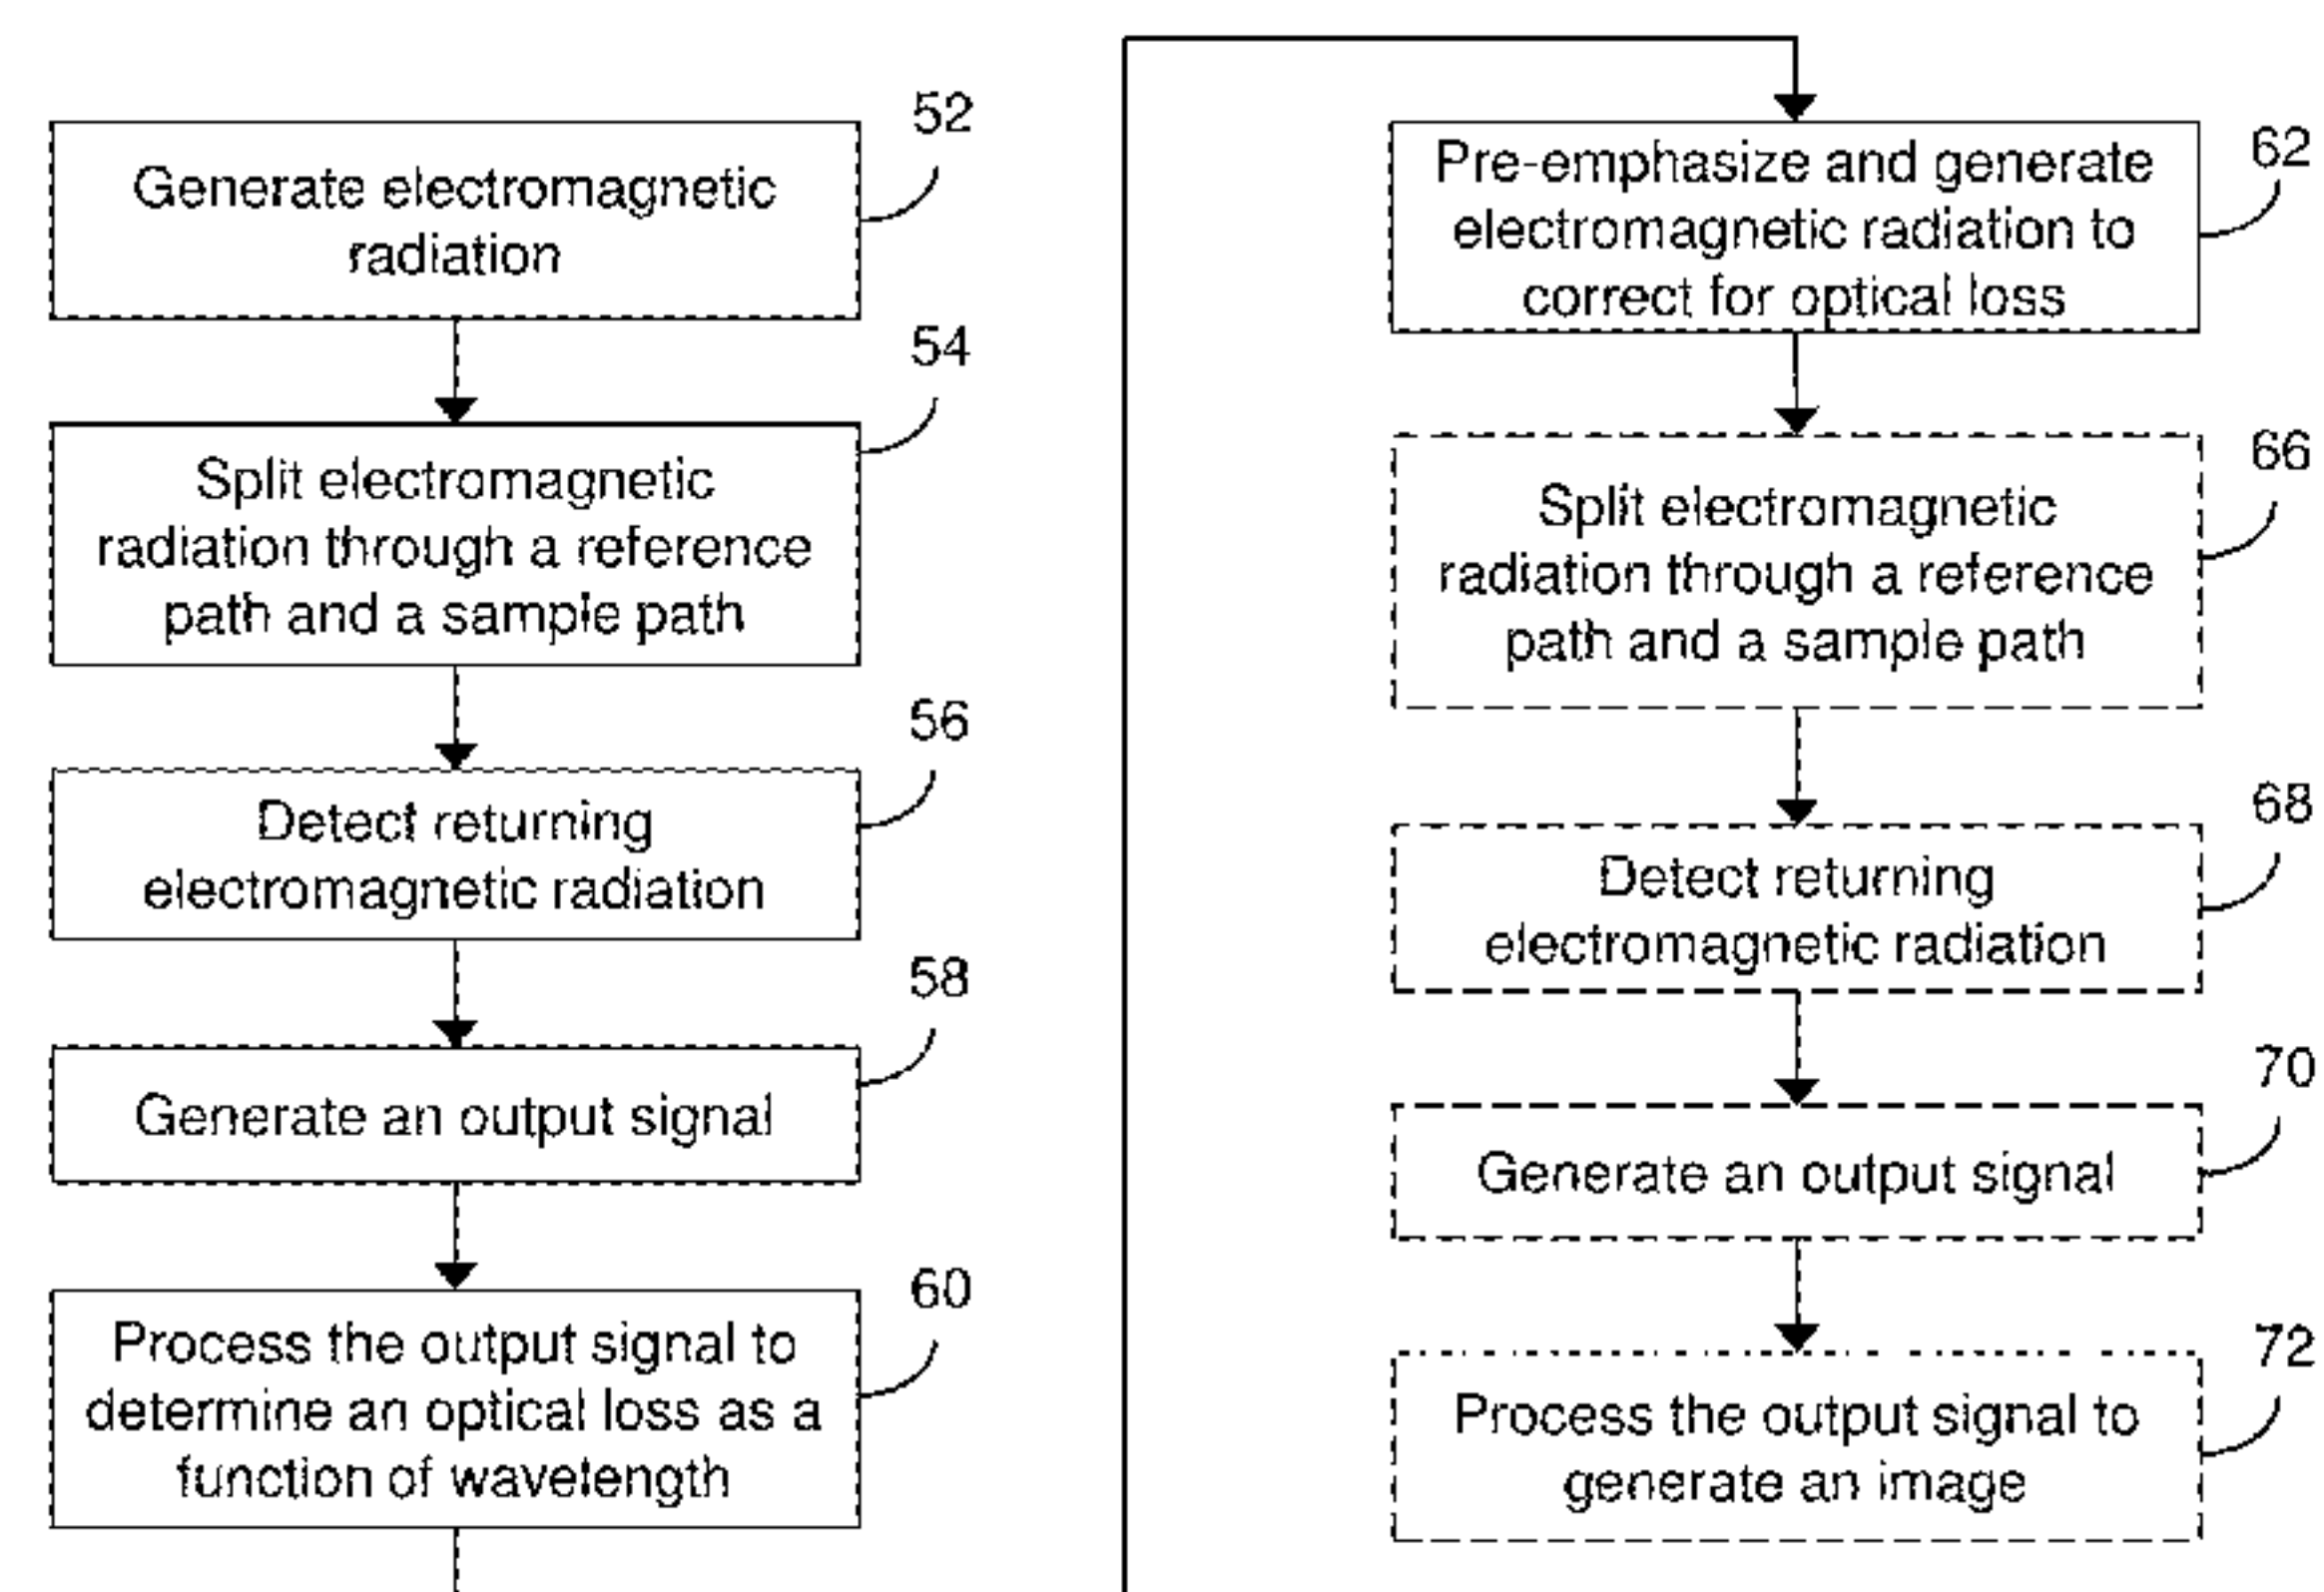 52
Generate electromagnetic
radiation
54
Split electromagnetic
radiation through a reference
path and a sample path
56
Detect returning
electromagnetic radiation
58
Generate an output signal
60
Process the output signal to
determine an optical loss as a
function of wavelength
62
Pre-emphasize and generate
electromagnetic radiation to
correct for optical loss
66
Split electromagnetic
radiation through a reference
path and a sample path
68
Detect returning
electromagnetic radiation
70
Generate an output signal
72
Process the output signal to
generate an image